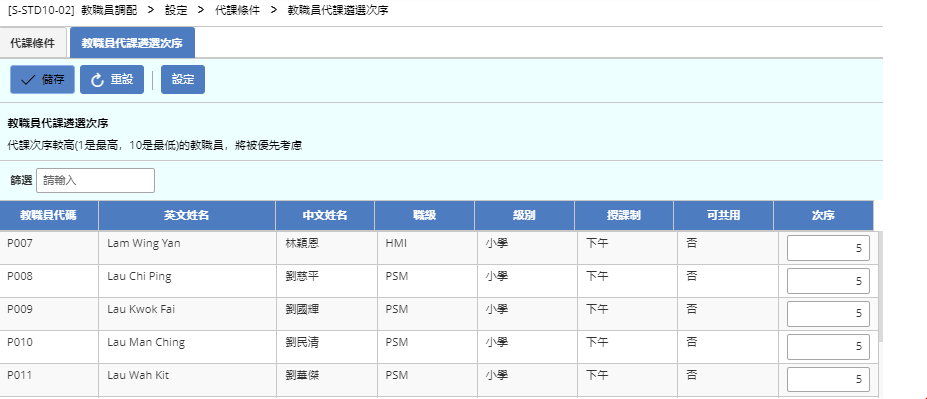 [S-STD10-02] 教職員調配 > 設定 > 代課條件 > 教職員代課遴選次序
代課條件 教職員代課遴選次序
儲存 重設 設定
教職員代課遴選次序
代課次序較高(1是最高，10是最低)的教職員，將被優先考慮
篩選 請輸入
教職員代碼 英文姓名 中文姓名 職級 級別 授課制 可共用 次序
P007 Lam Wing Yan 林穎恩 HMI 小學 下午 否 5
P008 Lau Chi Ping 劉慈平 PSM 小學 下午 否 5
P009 Lau Kwok Fai 劉國輝 PSM 小學 下午 否 5
P010 Lau Man Ching 劉民清 PSM 小學 下午 否 5
P011 Lau Wah Kit 劉華傑 PSM 小學 下午 否 5